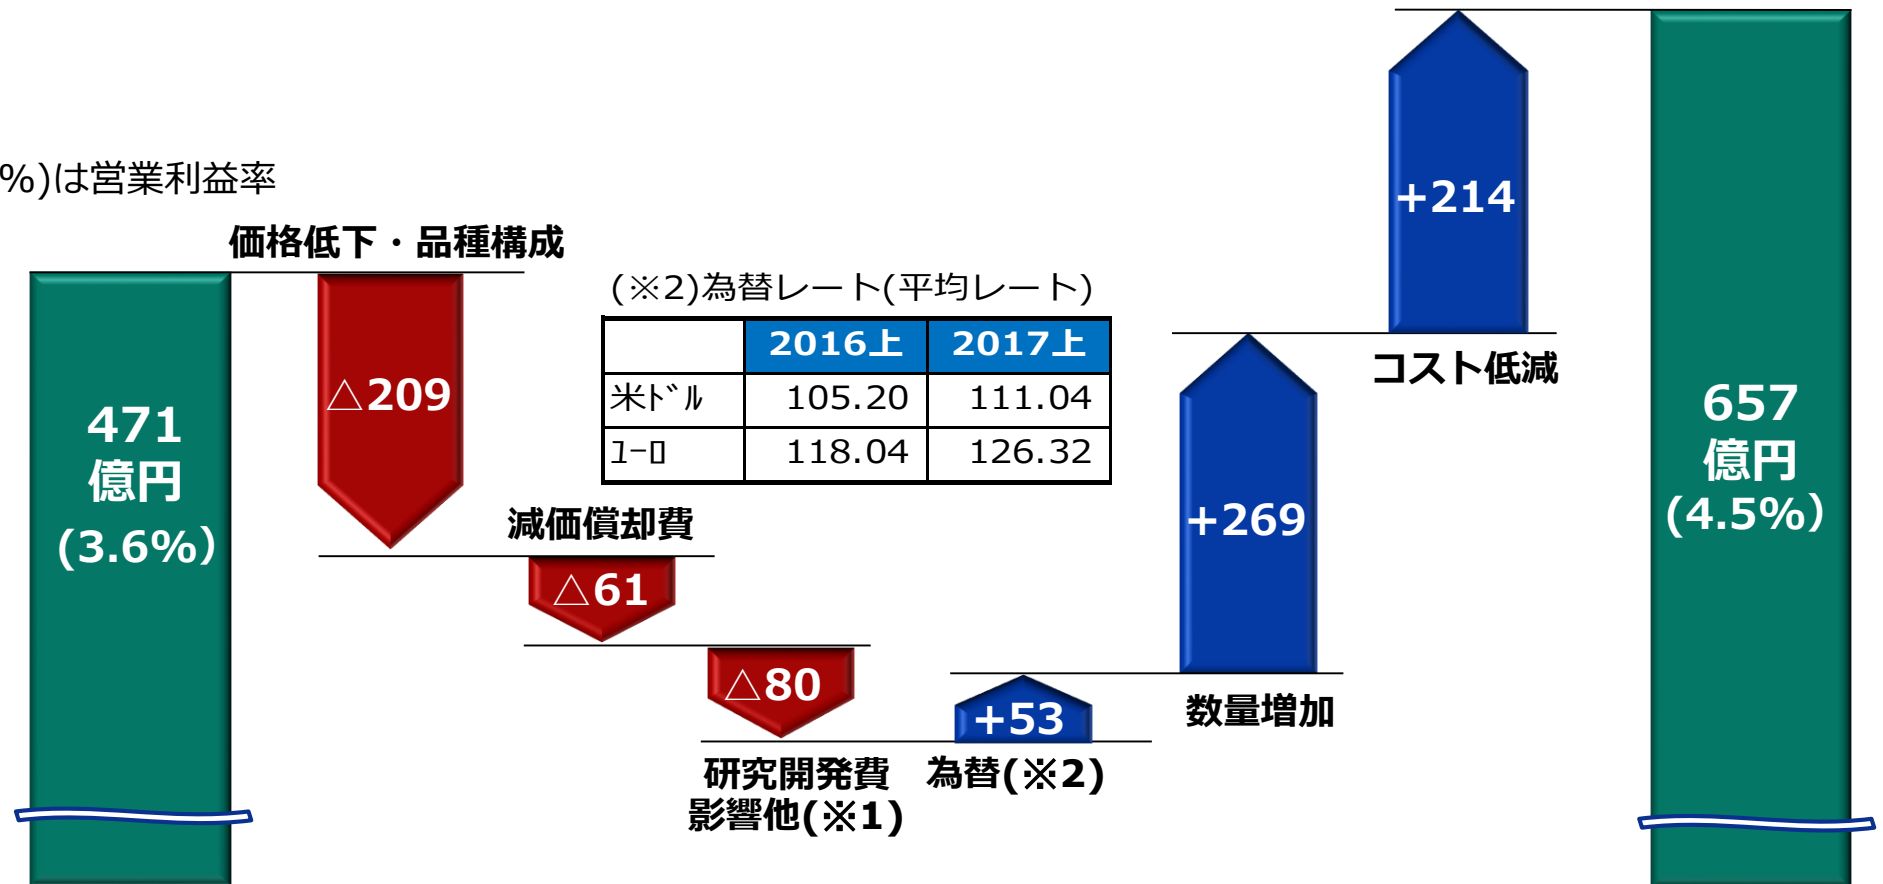 %)は営業利益率
価格低下・品種構成
(※2)為替レート(平均レート)
2016上 2017上
米ﾄﾞﾙ 105.20 111.04
ﾕｰﾛ 118.04 126.32
471
億円
(3.6%)
△209
減価償却費
△61
△80
研究開発費
影響他(※1)
+53
為替(※2)
+269
数量増加
+214
コスト低減
657
億円
(4.5%)